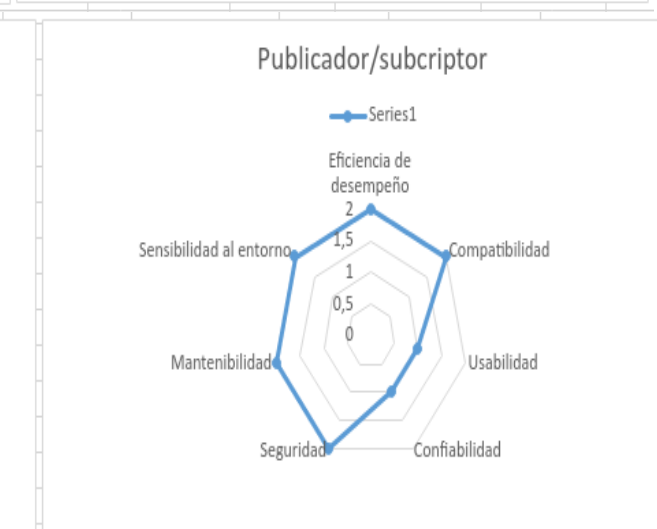 Publicador/subcriptor
Series1
Eficiencia de
desempeño
2
Sensibilidad al entorno
1,5
Compatibilidad
1
0,5
0
Mantenibilidad
Usabilidad
Seguridad
Confiabilidad